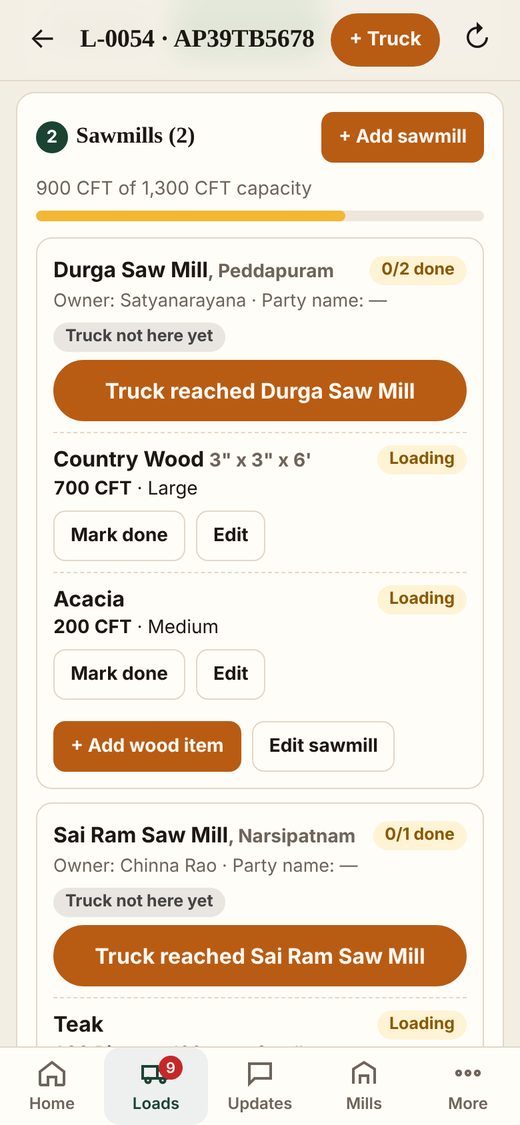 L-0054 · AP39TB5678
+ Truck
2 Sawmills (2)
+ Add sawmill
900 CFT of 1,300 CFT capacity
Durga Saw Mill, Peddapuram
0/2 done
Owner: Satyanarayana · Party name: —
Truck not here yet
Truck reached Durga Saw Mill
Country Wood 3" x 3" x 6'
Loading
700 CFT · Large
Mark done
Edit
Acacia
Loading
200 CFT · Medium
Mark done
Edit
+ Add wood item
Edit sawmill
Sai Ram Saw Mill, Narsipatnam
0/1 done
Owner: Chinna Rao · Party name: —
Truck not here yet
Truck reached Sai Ram Saw Mill
Teak
Loading
9
Home
Loads
Updates
Mills
More